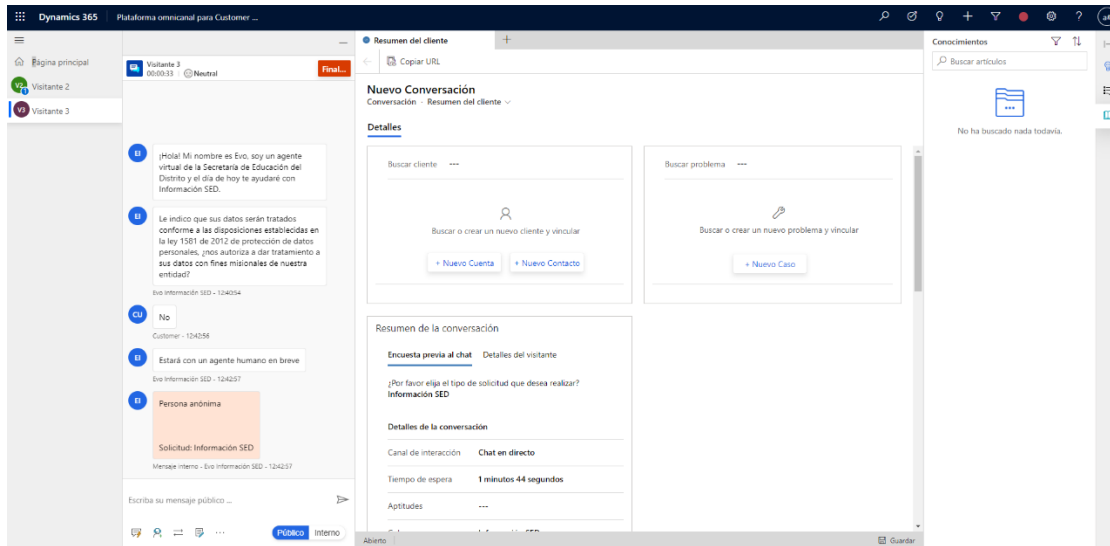 Dynamics 365
Plataforma omnicanal para Customer ...
Página principal
V2
Visitante 2
V3
Visitante 3
Visitante 3
00:00:33
Neutral
Final...
EI
¡Hola! Mi nombre es Evo, soy un agente
virtual de la Secretaría de Educación del
Distrito y el día de hoy te ayudaré con
Información SED.
EI
Le indico que sus datos serán tratados
conforme a las disposiciones establecidas en
la ley 1581 de 2012 de protección de datos
personales, ¿nos autoriza a dar tratamiento a
sus datos con fines misionales de nuestra
entidad?
Evo Información SED - 12:40:54
CU
No
Customer - 12:42:56
EI
Estará con un agente humano en breve
Evo Información SED - 12:42:57
EI
Persona anónima
Solicitud: Información SED
Mensaje interno - Evo Información SED - 12:42:57
Escriba su mensaje público ...
Público
Interno
Resumen del cliente
Copiar URL
Nuevo Conversación
Conversación · Resumen del cliente
Detalles
Buscar cliente ---
Buscar o crear un nuevo cliente y vincular
+ Nuevo Cuenta
+ Nuevo Contacto
Buscar problema ---
Buscar o crear un nuevo problema y vincular
+ Nuevo Caso
Resumen de la conversación
Encuesta previa al chat
Detalles del visitante
¿Por favor elija el tipo de solicitud que desea realizar?
Información SED
Detalles de la conversación
Canal de interacción
Chat en directo
Tiempo de espera
1 minutos 44 segundos
Aptitudes
---
Abierto
Guardar
Conocimientos
Buscar artículos
No ha buscado nada todavía.